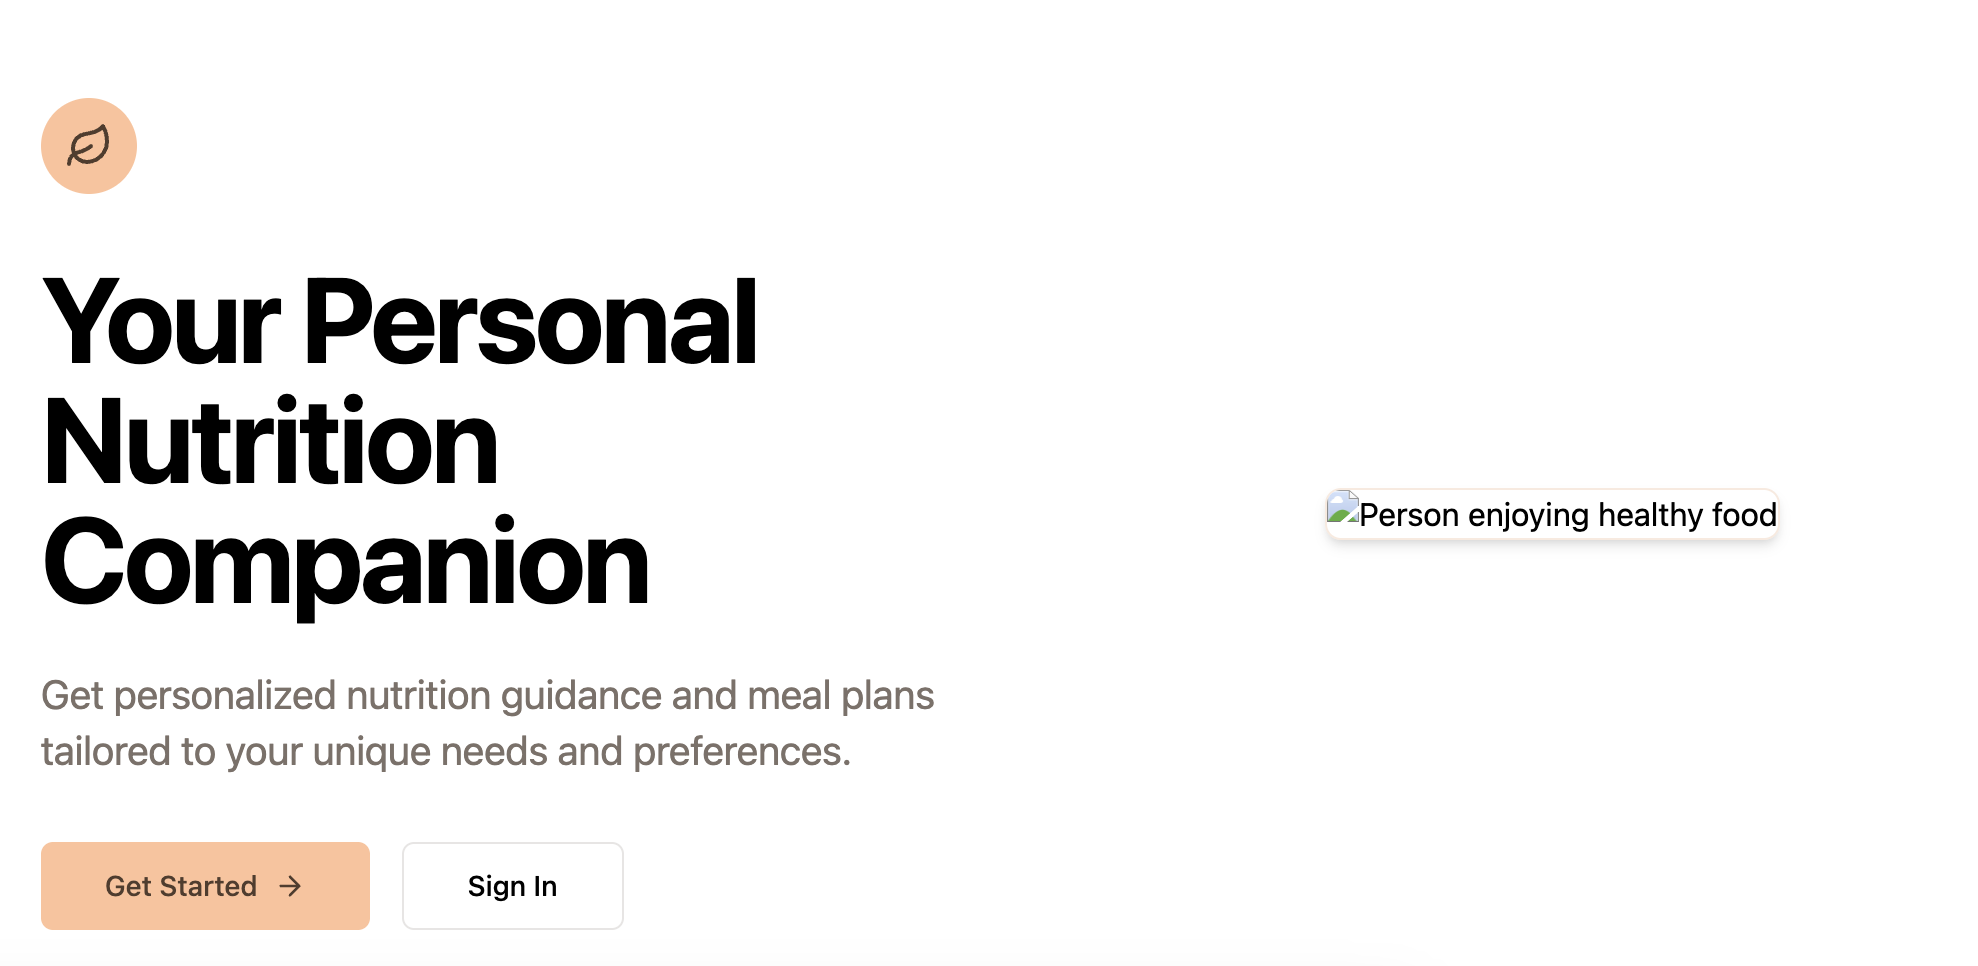 Your Personal
Nutrition
Companion
Get personalized nutrition guidance and meal plans
tailored to your unique needs and preferences.
Get Started →
Sign In
Person enjoying healthy food